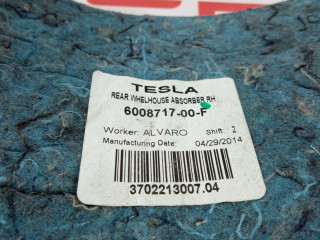 TESLA
REAR WHELHOUSE ABSORBER RH
6008717-00-F
Worker: ALVARO Shift: 2
Manufacturing Date: 04/29/2014
3702213007.04